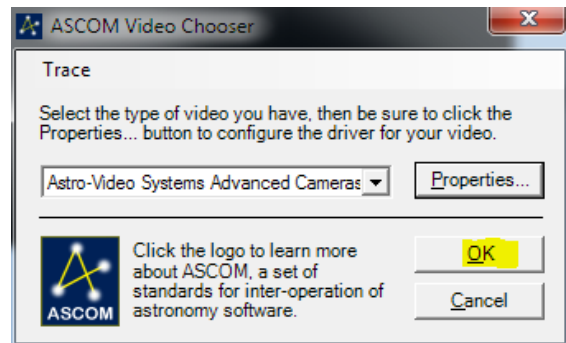 ASCOM Video Chooser
Trace
Select the type of video you have, then be sure to click the
Properties... button to configure the driver for your video.
Astro-Video Systems Advanced Cameras
Properties...
Click the logo to learn more
about ASCOM, a set of
standards for inter-operation of
astronomy software.
OK
Cancel
ASCOM